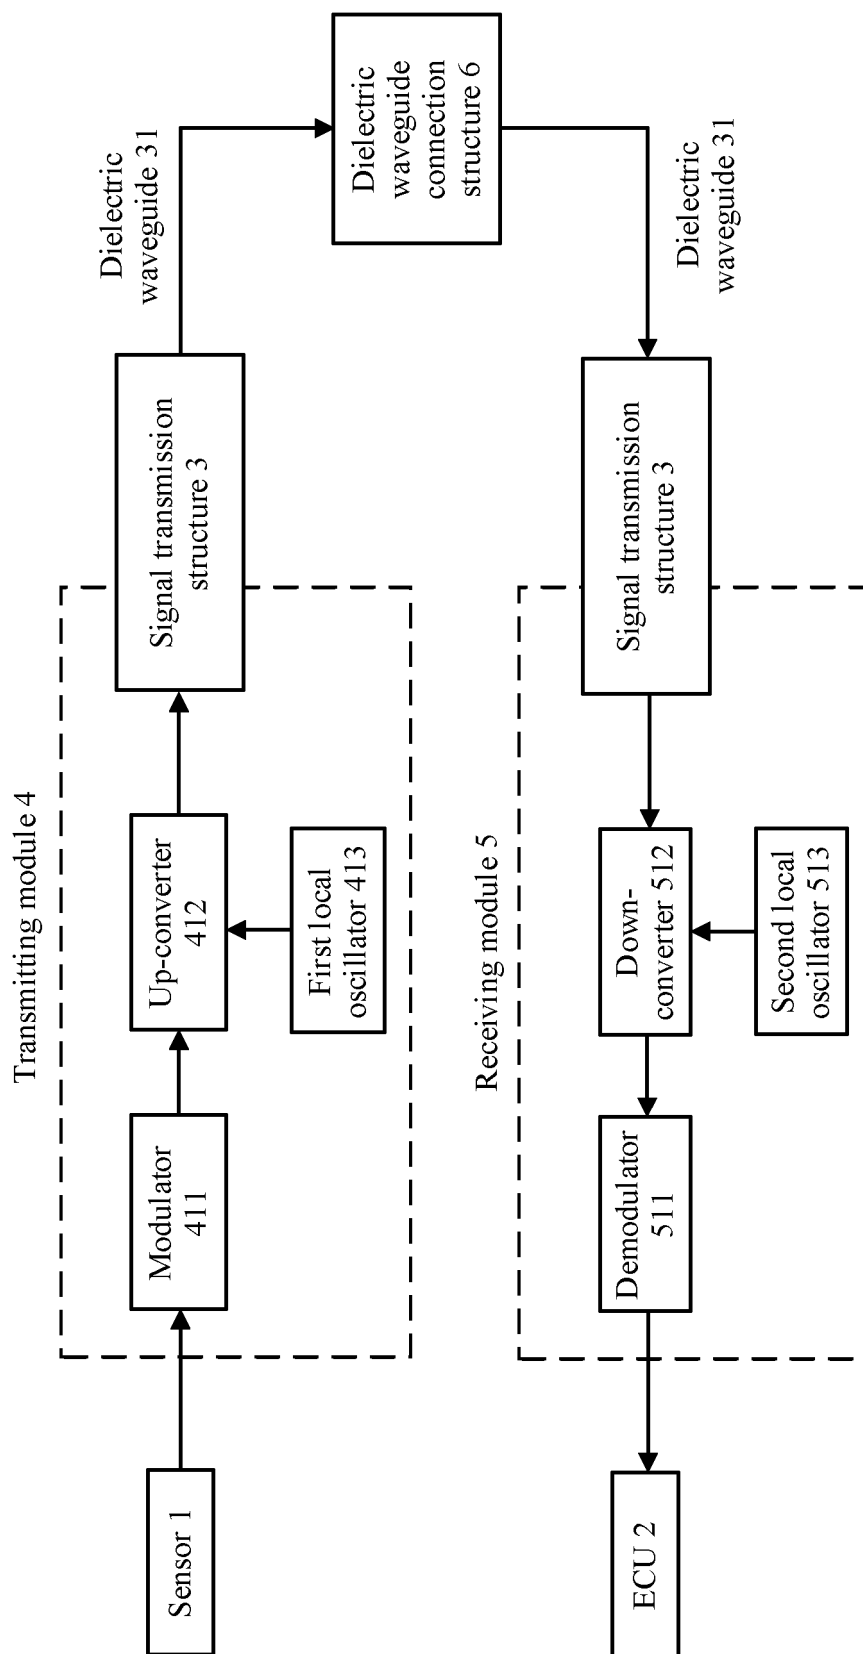 Transmitting module 4
Sensor 1
Modulator
411
Up-converter
412
First local
oscillator 413
Signal transmission
structure 3
Dielectric
waveguide 31
Dielectric
waveguide
connection
structure 6
Dielectric
waveguide 31
Receiving module 5
ECU 2
Demodulator
511
Down-
converter 512
Second local
oscillator 513
Signal transmission
structure 3